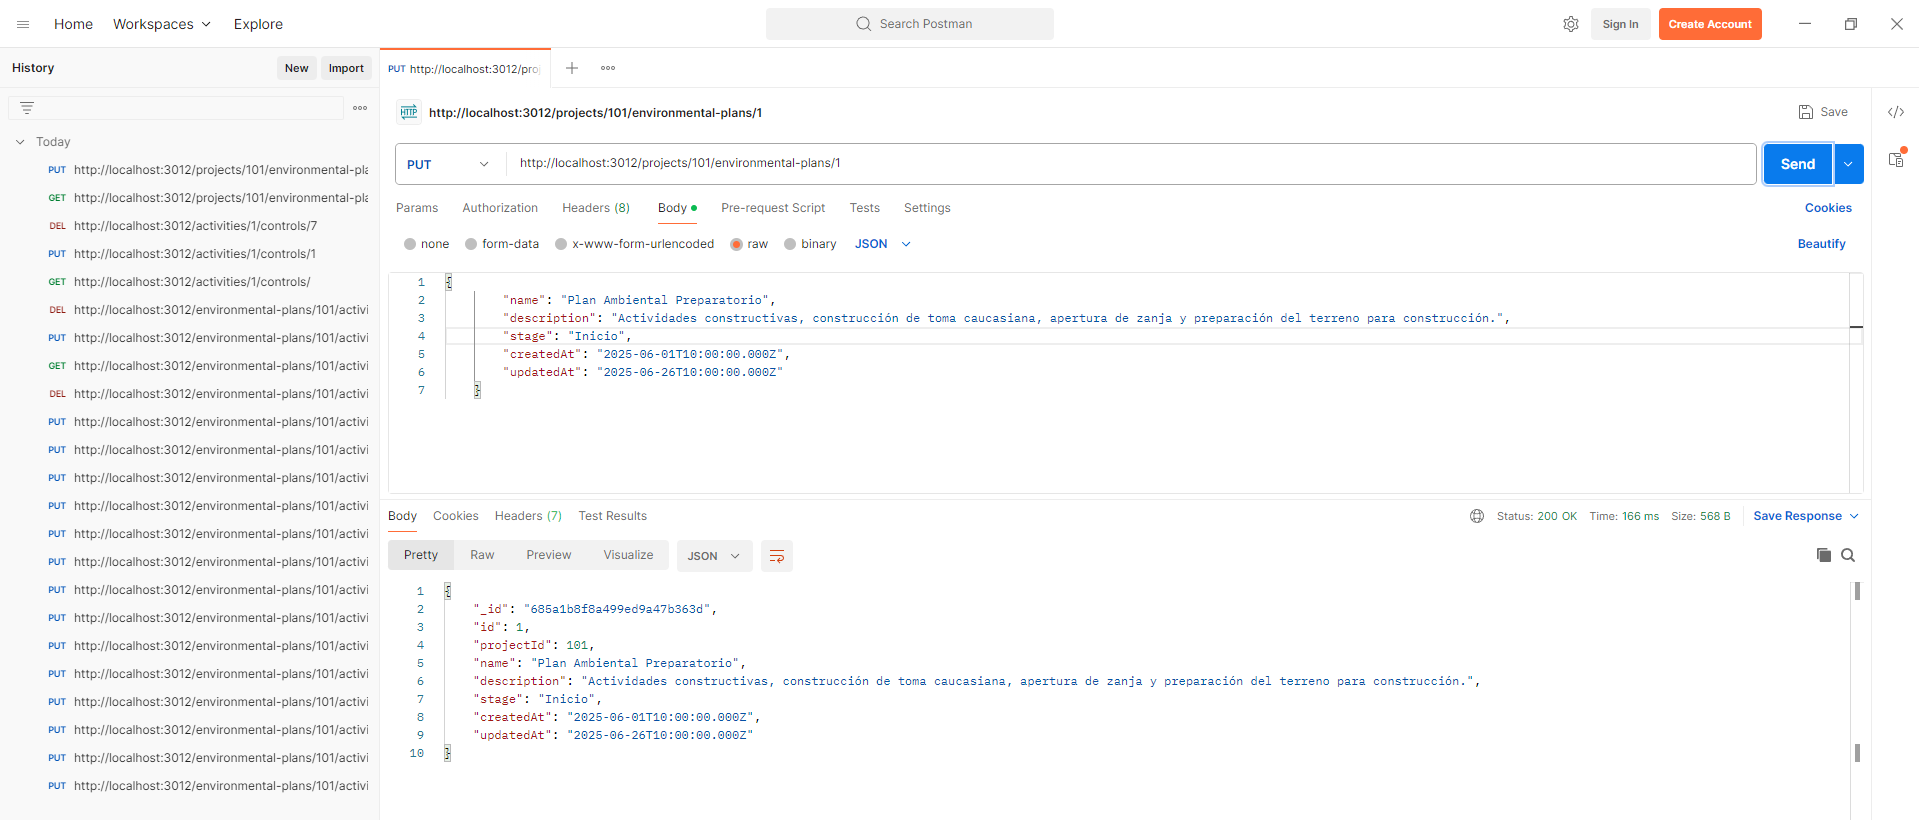 Home Workspaces Explore Search Postman Sign In Create Account
History New Import
Today
PUT http://localhost:3012/projects/101/environmental-pla
GET http://localhost:3012/projects/101/environmental-pla
DEL http://localhost:3012/activities/1/controls/7
PUT http://localhost:3012/activities/1/controls/1
GET http://localhost:3012/activities/1/controls/
DEL http://localhost:3012/environmental-plans/101/activi
PUT http://localhost:3012/environmental-plans/101/activi
GET http://localhost:3012/environmental-plans/101/activi
DEL http://localhost:3012/environmental-plans/101/activi
PUT http://localhost:3012/environmental-plans/101/activi
PUT http://localhost:3012/environmental-plans/101/activi
PUT http://localhost:3012/environmental-plans/101/activi
PUT http://localhost:3012/environmental-plans/101/activi
PUT http://localhost:3012/environmental-plans/101/activi
PUT http://localhost:3012/environmental-plans/101/activi
PUT http://localhost:3012/environmental-plans/101/activi
PUT http://localhost:3012/environmental-plans/101/activi
PUT http://localhost:3012/environmental-plans/101/activi
PUT http://localhost:3012/environmental-plans/101/activi
PUT http://localhost:3012/environmental-plans/101/activi
PUT http://localhost:3012/environmental-plans/101/activi
PUT http://localhost:3012/environmental-plans/101/activi
PUT http://localhost:3012/environmental-plans/101/activi
PUT http://localhost:3012/proj
HTTP http://localhost:3012/projects/101/environmental-plans/1 Save
PUT http://localhost:3012/projects/101/environmental-plans/1 Send
Params Authorization Headers (8) Body Pre-request Script Tests Settings Cookies
none form-data x-www-form-urlencoded raw binary JSON Beautify
1 {
2 "name": "Plan Ambiental Preparatorio",
3 "description": "Actividades constructivas, construcción de toma caucasiana, apertura de zanja y preparación del terreno para construcción.",
4 "stage": "Inicio",
5 "createdAt": "2025-06-01T10:00:00.000Z",
6 "updatedAt": "2025-06-26T10:00:00.000Z"
7 }
Body Cookies Headers (7) Test Results Status: 200 OK Time: 166 ms Size: 568 B Save Response
Pretty Raw Preview Visualize JSON
1 {
2 "_id": "685a1b8f8a499ed9a47b363d",
3 "id": 1,
4 "projectId": 101,
5 "name": "Plan Ambiental Preparatorio",
6 "description": "Actividades constructivas, construcción de toma caucasiana, apertura de zanja y preparación del terreno para construcción.",
7 "stage": "Inicio",
8 "createdAt": "2025-06-01T10:00:00.000Z",
9 "updatedAt": "2025-06-26T10:00:00.000Z"
10 }